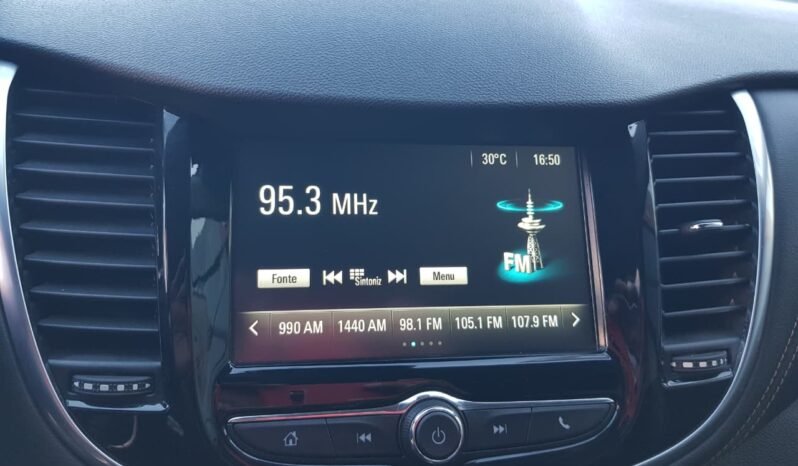 30°C 16:50
95.3 MHz
FM
Fonte Sintoniz Menu
990 AM 1440 AM 98.1 FM 105.1 FM 107.9 FM